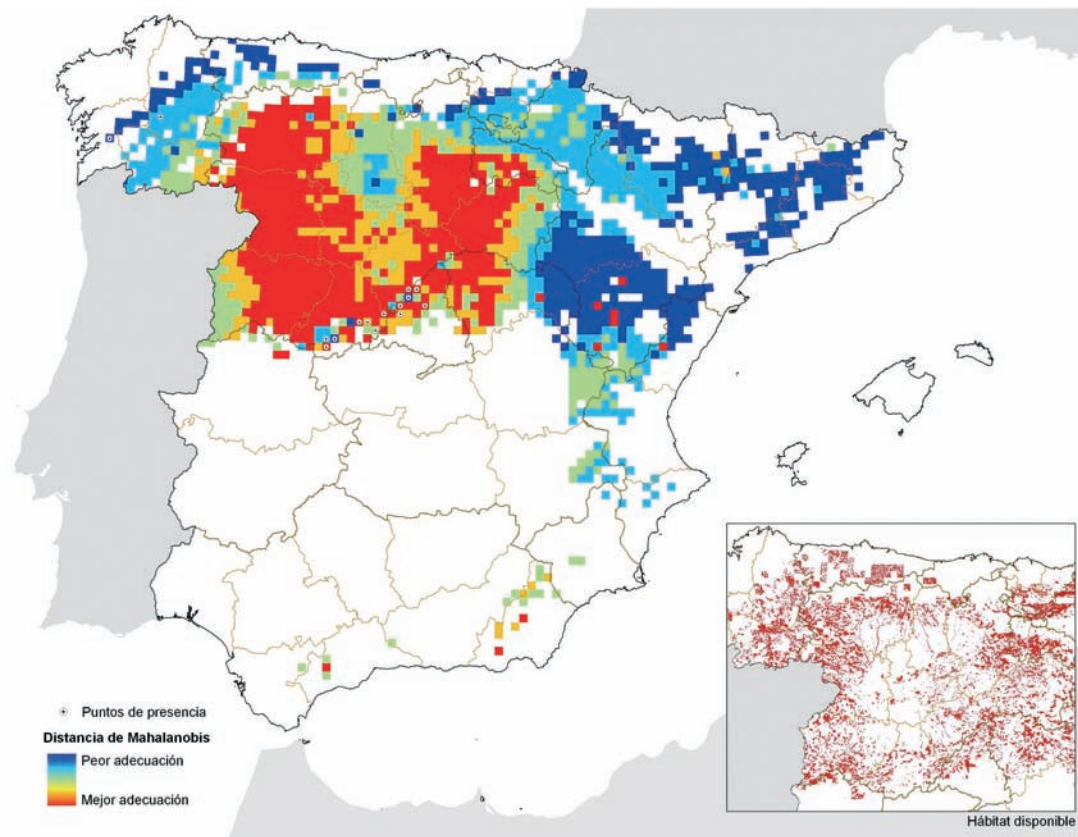 Puntos de presencia
Distancia de Mahalanobis
Peor adecuación
Mejor adecuación
Hábitat disponible